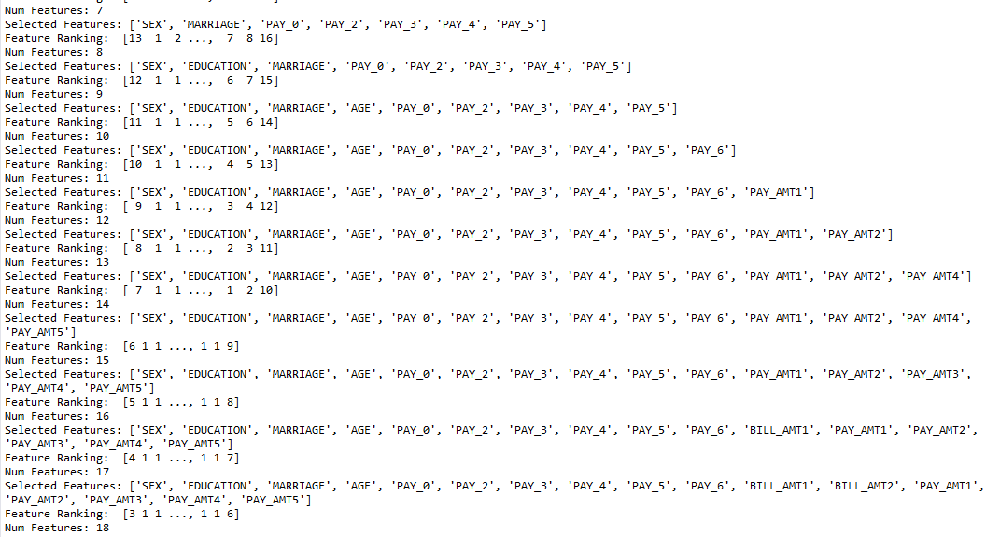 Num Features: 7
Selected Features: ['SEX', 'MARRIAGE', 'PAY_0', 'PAY_2', 'PAY_3', 'PAY_4', 'PAY_5']
Feature Ranking:  [13  1  2 ...,  7  8 16]
Num Features: 8
Selected Features: ['SEX', 'EDUCATION', 'MARRIAGE', 'PAY_0', 'PAY_2', 'PAY_3', 'PAY_4', 'PAY_5']
Feature Ranking:  [12  1  1 ...,  6  7 15]
Num Features: 9
Selected Features: ['SEX', 'EDUCATION', 'MARRIAGE', 'AGE', 'PAY_0', 'PAY_2', 'PAY_3', 'PAY_4', 'PAY_5']
Feature Ranking:  [11  1  1 ...,  5  6 14]
Num Features: 10
Selected Features: ['SEX', 'EDUCATION', 'MARRIAGE', 'AGE', 'PAY_0', 'PAY_2', 'PAY_3', 'PAY_4', 'PAY_5', 'PAY_6']
Feature Ranking:  [10  1  1 ...,  4  5 13]
Num Features: 11
Selected Features: ['SEX', 'EDUCATION', 'MARRIAGE', 'AGE', 'PAY_0', 'PAY_2', 'PAY_3', 'PAY_4', 'PAY_5', 'PAY_6', 'PAY_AMT1']
Feature Ranking:  [ 9  1  1 ...,  3  4 12]
Num Features: 12
Selected Features: ['SEX', 'EDUCATION', 'MARRIAGE', 'AGE', 'PAY_0', 'PAY_2', 'PAY_3', 'PAY_4', 'PAY_5', 'PAY_6', 'PAY_AMT1', 'PAY_AMT2']
Feature Ranking:  [ 8  1  1 ...,  2  3 11]
Num Features: 13
Selected Features: ['SEX', 'EDUCATION', 'MARRIAGE', 'AGE', 'PAY_0', 'PAY_2', 'PAY_3', 'PAY_4', 'PAY_5', 'PAY_6', 'PAY_AMT1', 'PAY_AMT2', 'PAY_AMT4']
Feature Ranking:  [ 7  1  1 ...,  1  2 10]
Num Features: 14
Selected Features: ['SEX', 'EDUCATION', 'MARRIAGE', 'AGE', 'PAY_0', 'PAY_2', 'PAY_3', 'PAY_4', 'PAY_5', 'PAY_6', 'PAY_AMT1', 'PAY_AMT2', 'PAY_AMT4',
'PAY_AMT5']
Feature Ranking:  [6 1 1 ..., 1 1 9]
Num Features: 15
Selected Features: ['SEX', 'EDUCATION', 'MARRIAGE', 'AGE', 'PAY_0', 'PAY_2', 'PAY_3', 'PAY_4', 'PAY_5', 'PAY_6', 'PAY_AMT1', 'PAY_AMT2', 'PAY_AMT3',
'PAY_AMT4', 'PAY_AMT5']
Feature Ranking:  [5 1 1 ..., 1 1 8]
Num Features: 16
Selected Features: ['SEX', 'EDUCATION', 'MARRIAGE', 'AGE', 'PAY_0', 'PAY_2', 'PAY_3', 'PAY_4', 'PAY_5', 'PAY_6', 'BILL_AMT1', 'PAY_AMT1', 'PAY_AMT2',
'PAY_AMT3', 'PAY_AMT4', 'PAY_AMT5']
Feature Ranking:  [4 1 1 ..., 1 1 7]
Num Features: 17
Selected Features: ['SEX', 'EDUCATION', 'MARRIAGE', 'AGE', 'PAY_0', 'PAY_2', 'PAY_3', 'PAY_4', 'PAY_5', 'PAY_6', 'BILL_AMT1', 'BILL_AMT2', 'PAY_AMT1',
'PAY_AMT2', 'PAY_AMT3', 'PAY_AMT4', 'PAY_AMT5']
Feature Ranking:  [3 1 1 ..., 1 1 6]
Num Features: 18